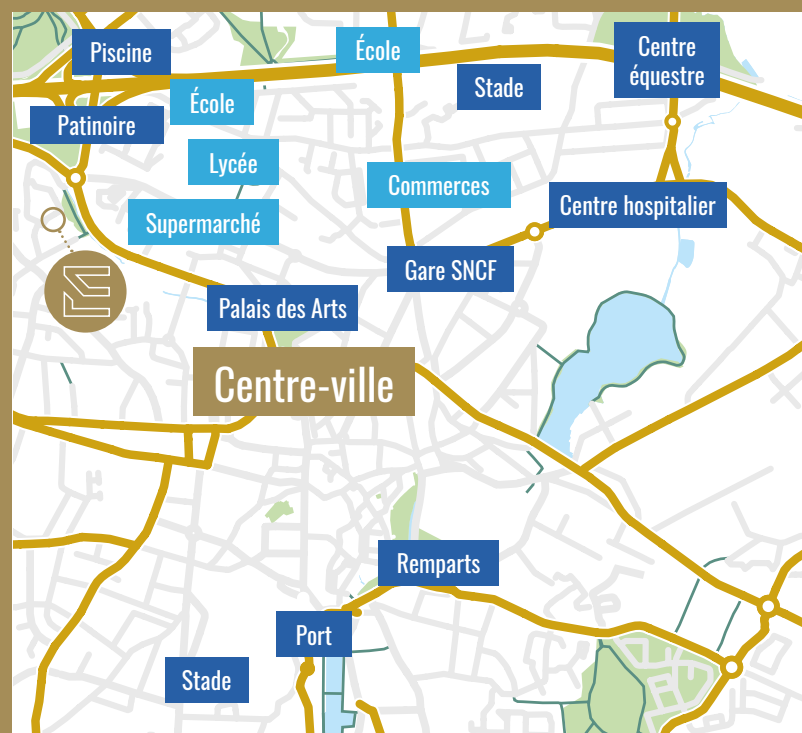 Piscine
École
Centre
équestre
Stade
École
Patinoire
Lycée
Commerces
Centre hospitalier
Supermarché
Gare SNCF
Palais des Arts
Centre-ville
Remparts
Port
Stade